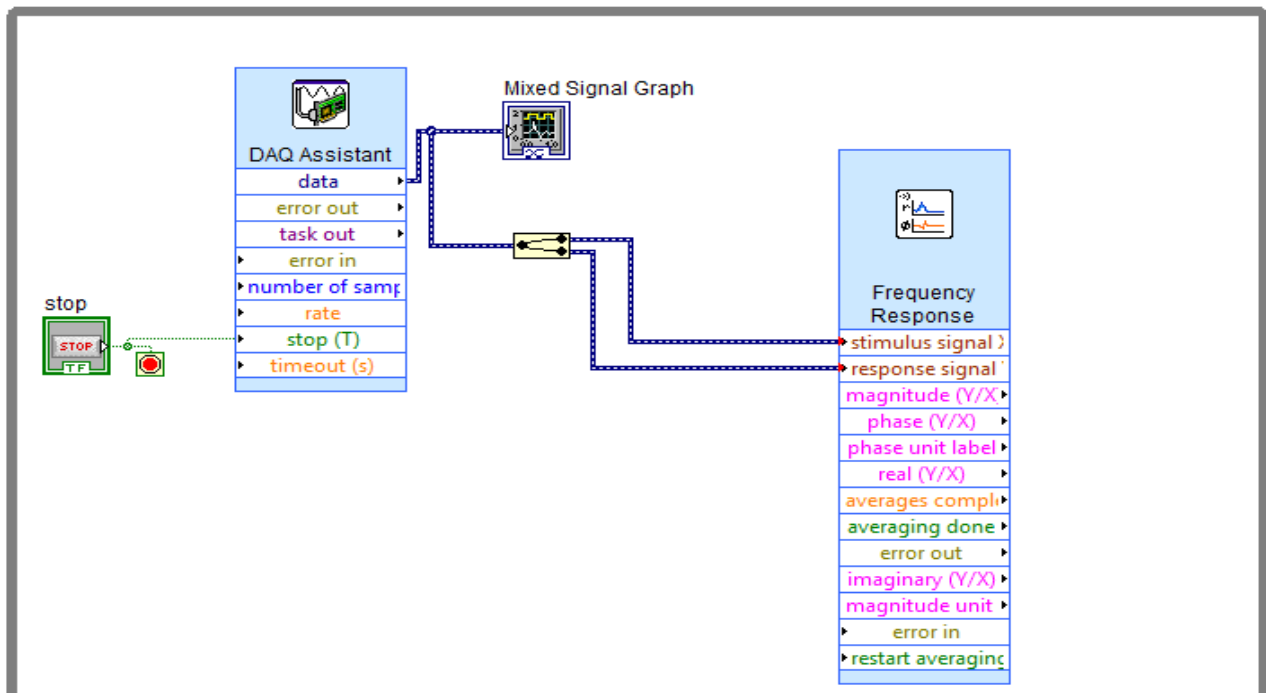 Mixed Signal Graph
DAQ Assistant
data
error out
task out
error in
number of samp
rate
stop (T)
timeout (s)
stop
STOP
TF
Frequency
Response
stimulus signal X
response signal
magnitude (Y/X)
phase (Y/X)
phase unit label
real (Y/X)
averages comple
averaging done
error out
imaginary (Y/X)
magnitude unit
error in
restart averaging